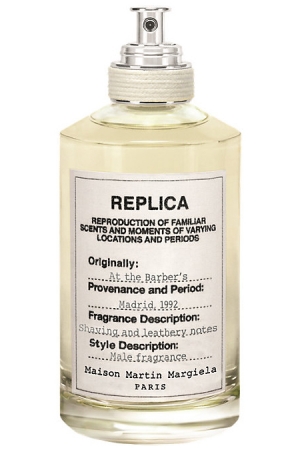 REPLICA
REPRODUCTION OF FAMILIAR
SCENTS AND MOMENTS OF VARYING
LOCATIONS AND PERIODS
Originally:
At the Barber's
Provenance and Period:
Madrid, 1992
Fragrance Description:
Shaving and leathery notes
Style Description:
Male fragrance
Maison Martin Margiela
PARIS